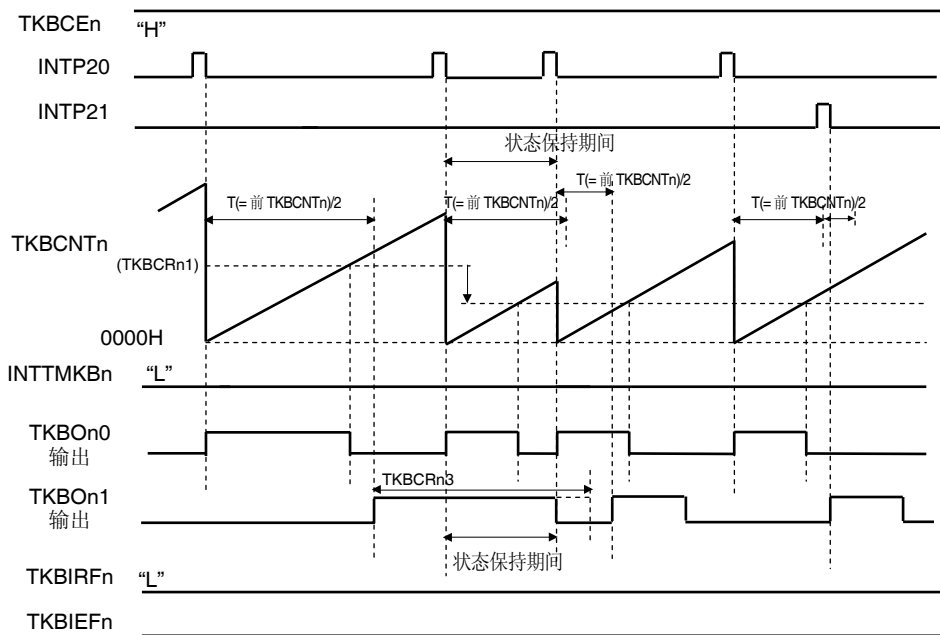 TKBCEn
“H”
INTP20
INTP21
状态保持期间
T(= 前 TKBCNTn)/2
T(= 前 TKBCNTn)/2
T(= 前 TKBCNTn)/2
T(= 前 TKBCNTn)/2
TKBCNTn
(TKBCRn1)
0000H
INTTMKBn
“L”
TKBOn0
输出
TKBCRn3
TKBOn1
输出
状态保持期间
TKBIRFn
“L”
TKBIEFn